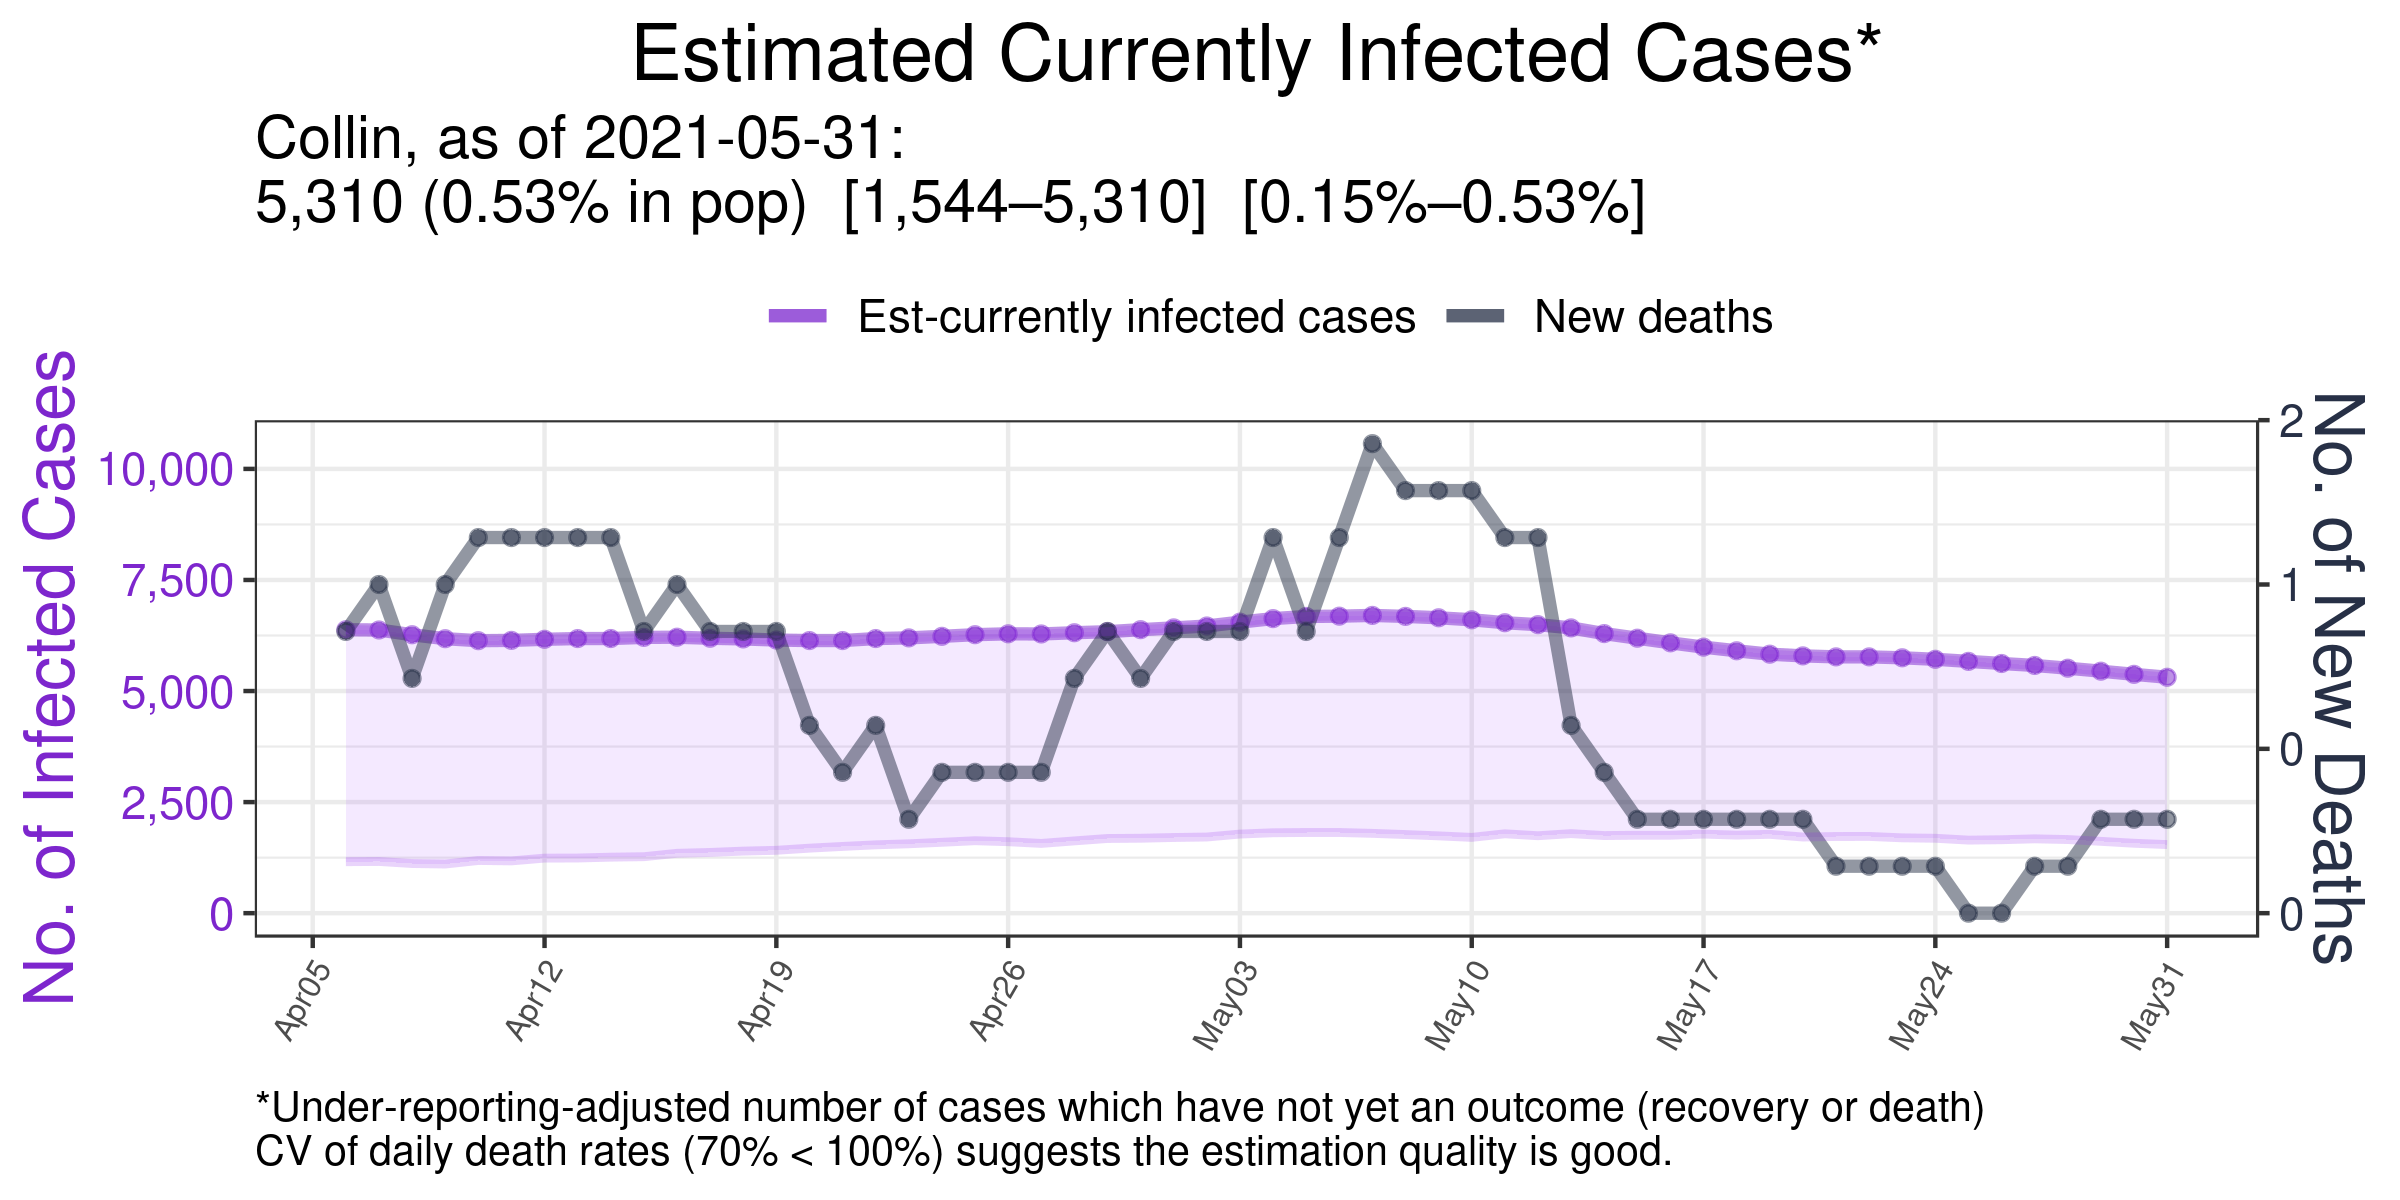 Estimated Currently Infected Cases*
Collin, as of 2021-05-31:
5,310 (0.53% in pop)  [1,544–5,310]  [0.15%–0.53%]
Est-currently infected cases
New deaths
No. of Infected Cases
10,000
7,500
5,000
2,500
0
2
1
0
0
No. of New Deaths
Apr05
Apr12
Apr19
Apr26
May03
May10
May17
May24
May31
*Under-reporting-adjusted number of cases which have not yet an outcome (recovery or death)
CV of daily death rates (70% < 100%) suggests the estimation quality is good.